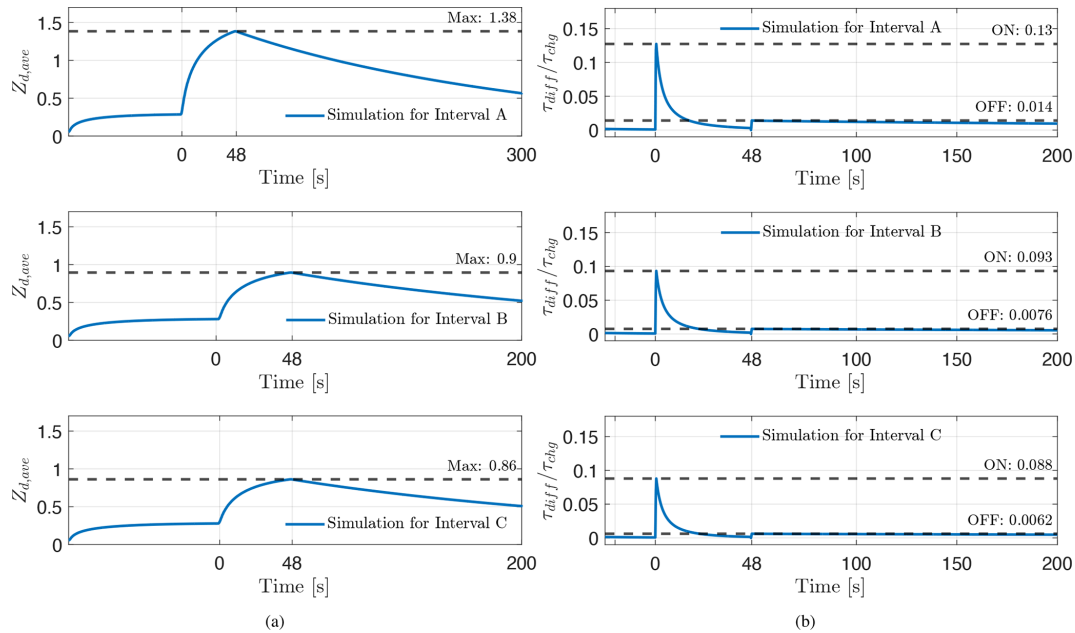 1.5
1
0.5
0
Z_{d,ave}
Max: 1.38
Simulation for Interval A
0 48 300
Time [s]
1.5
1
0.5
0
Z_{d,ave}
Max: 0.9
Simulation for Interval B
0 48 200
Time [s]
1.5
1
0.5
0
Z_{d,ave}
Max: 0.86
Simulation for Interval C
0 48 200
Time [s]
(a)
0.15
0.1
0.05
0
τ_{diff}/τ_{chg}
Simulation for Interval A
ON: 0.13
OFF: 0.014
0 48 100 150 200
Time [s]
0.15
0.1
0.05
0
τ_{diff}/τ_{chg}
Simulation for Interval B
ON: 0.093
OFF: 0.0076
0 48 100 150 200
Time [s]
0.15
0.1
0.05
0
τ_{diff}/τ_{chg}
Simulation for Interval C
ON: 0.088
OFF: 0.0062
0 48 100 150 200
Time [s]
(b)